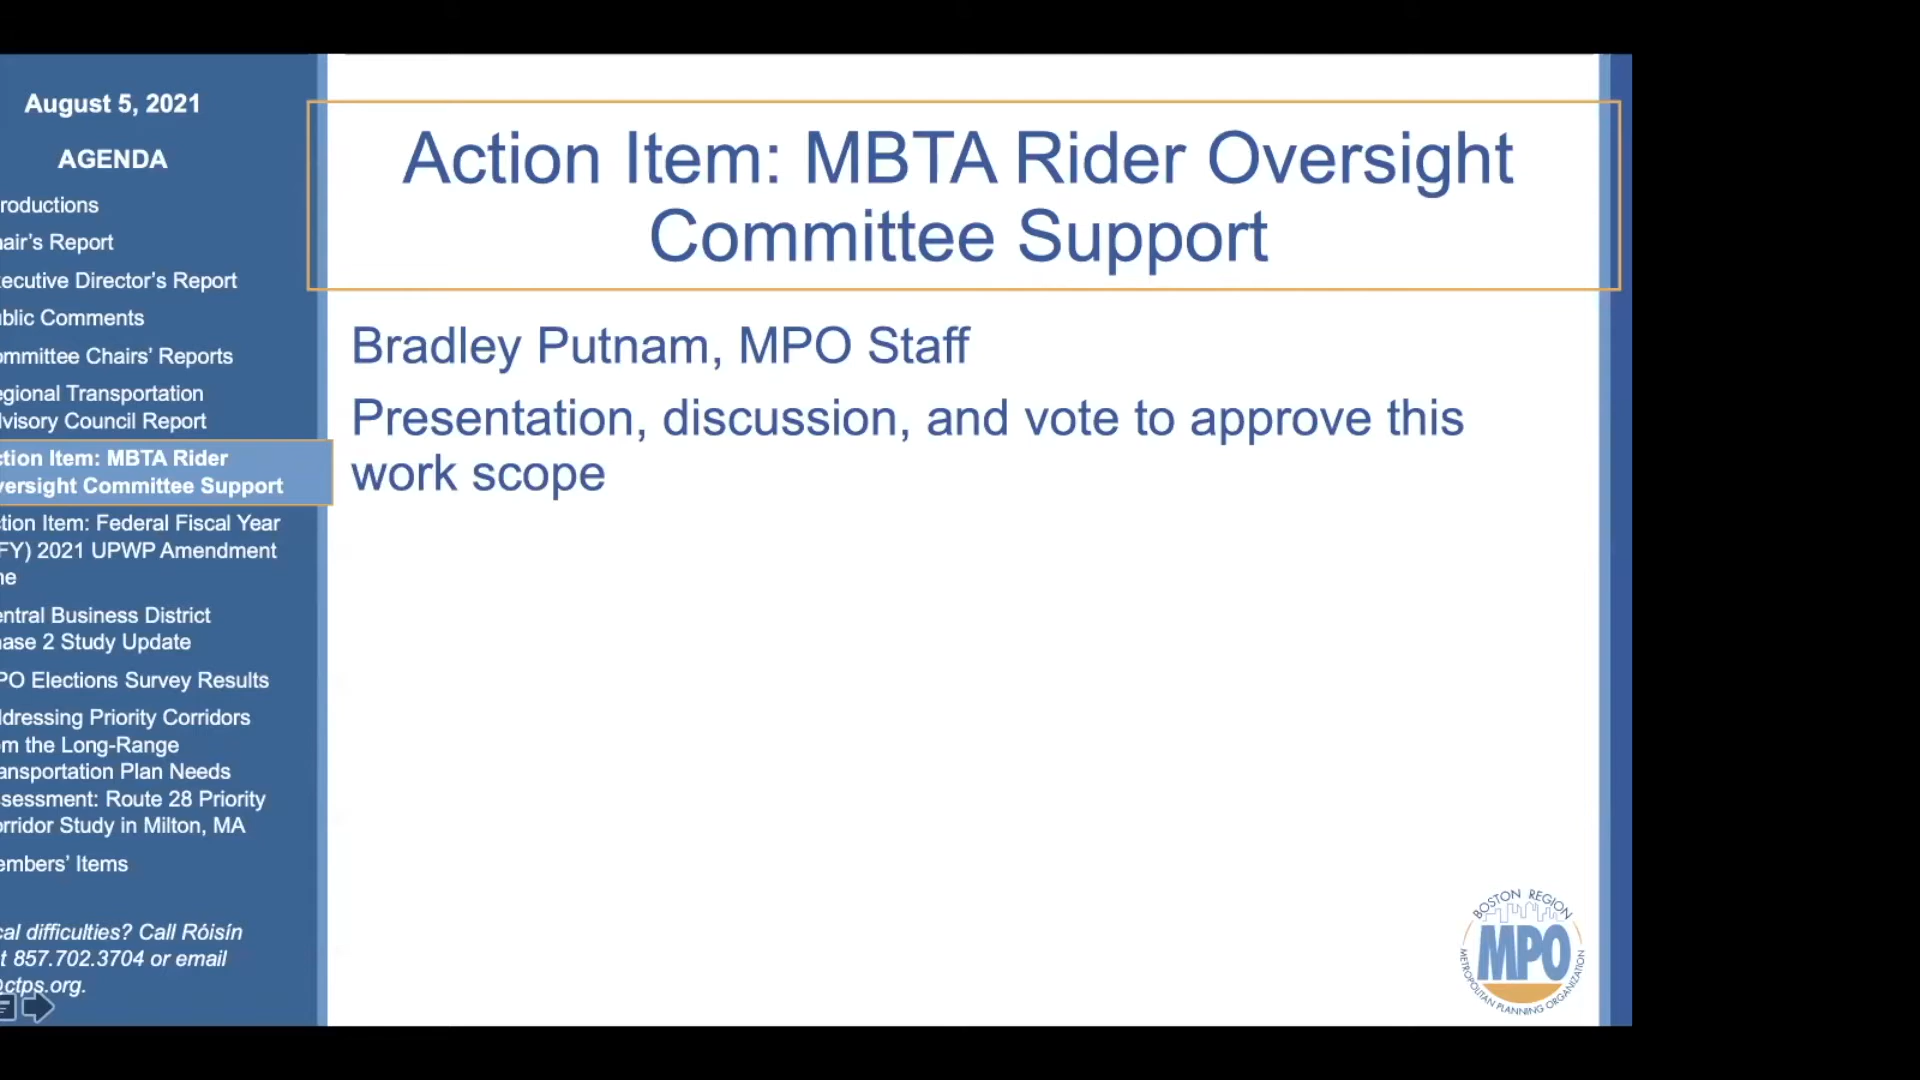 August 5, 2021
AGENDA
roductions
air's Report
ecutive Director's Report
blic Comments
ommittee Chairs' Reports
egional Transportation
dvisory Council Report
ction Item: MBTA Rider
versight Committee Support
ction Item: Federal Fiscal Year
FY) 2021 UPWP Amendment
ne
entral Business District
hase 2 Study Update
PO Elections Survey Results
ddressing Priority Corridors
om the Long-Range
ansportation Plan Needs
ssessment: Route 28 Priority
orridor Study in Milton, MA
embers' Items
cal difficulties? Call Róisín
t 857.702.3704 or email
@ctps.org.
Action Item: MBTA Rider Oversight
Committee Support
Bradley Putnam, MPO Staff
Presentation, discussion, and vote to approve this
work scope
BOSTON REGION
MPO
METROPOLITAN PLANNING ORGANIZATION